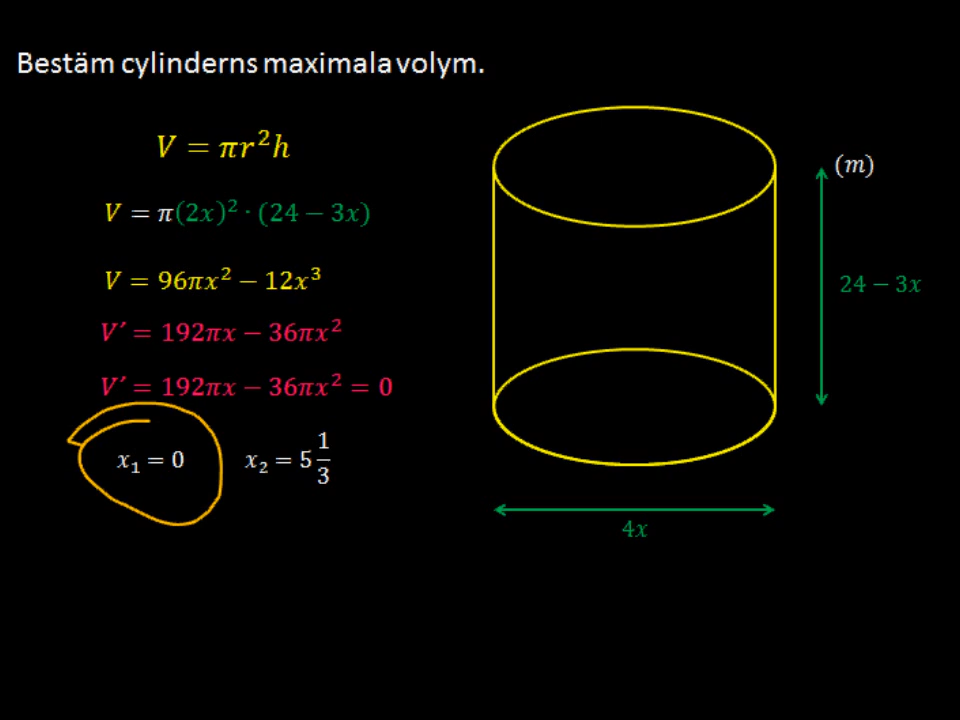 Bestäm cylinderns maximala volym.
V = πr²h
V = π(2x)² · (24 − 3x)
V = 96πx² − 12x³
V´ = 192πx − 36πx²
V´ = 192πx − 36πx² = 0
x₁ = 0 x₂ = 5 1/3
(m)
24 − 3x
4x